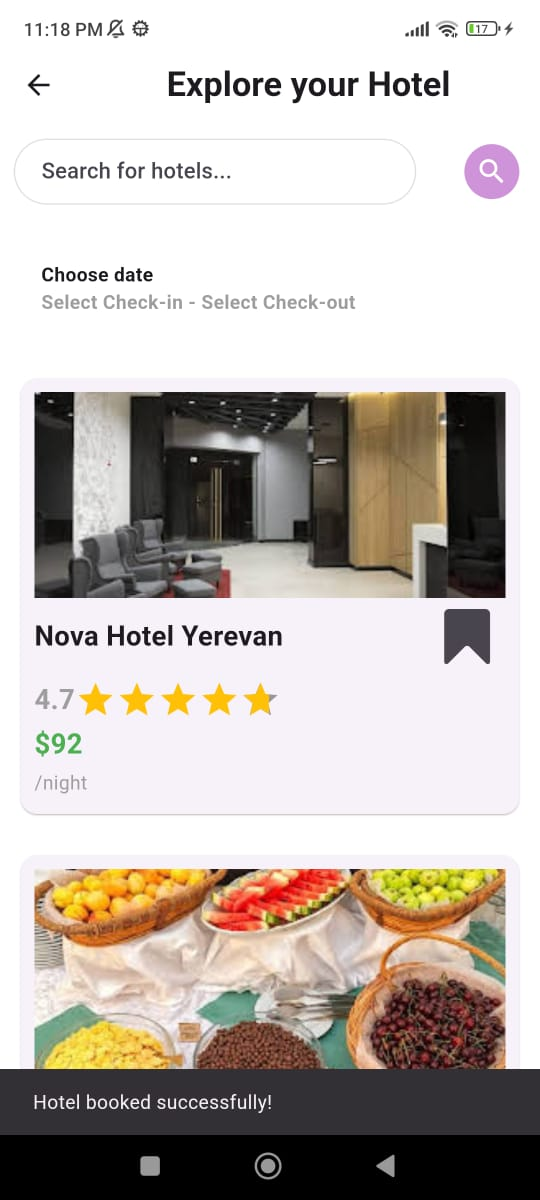 11:18 PM
17
Explore your Hotel
Search for hotels...
Choose date
Select Check-in - Select Check-out
Nova Hotel Yerevan
4.7
$92
/night
Hotel booked successfully!